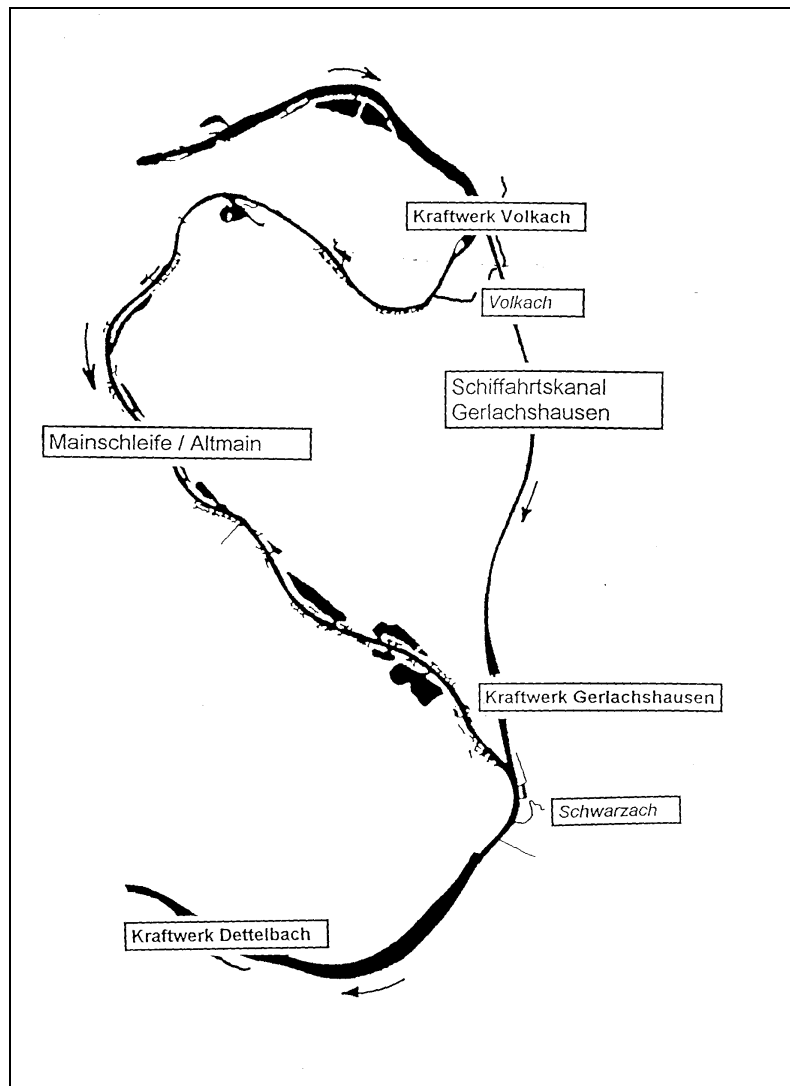 Kraftwerk Volkach
Volkach
Schiffahrtskanal
Gerlachshausen
Mainschleife / Altmain
Kraftwerk Gerlachshausen
Schwarzach
Kraftwerk Dettelbach